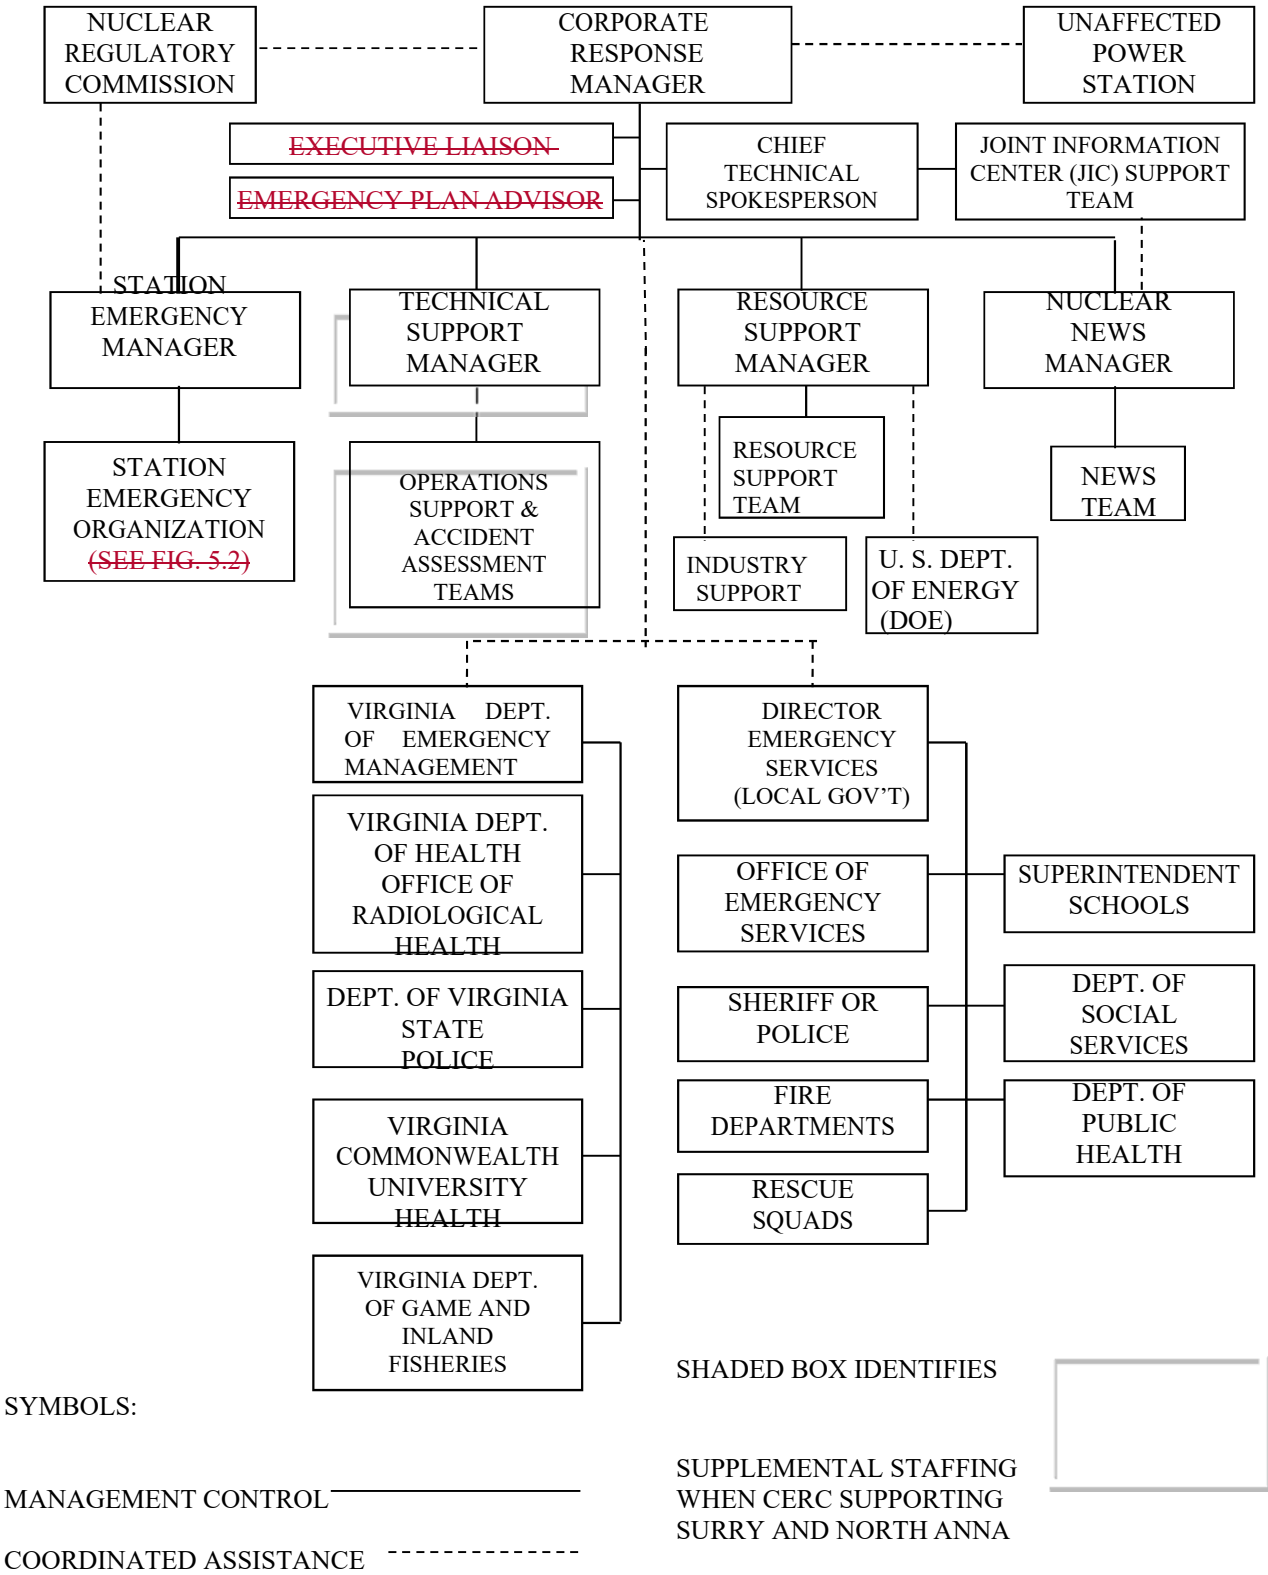 NUCLEAR
REGULATORY
COMMISSION
CORPORATE
RESPONSE
MANAGER
UNAFFECTED
POWER
STATION
EXECUTIVE LIAISON
EMERGENCY PLAN ADVISOR
CHIEF
TECHNICAL
SPOKESPERSON
JOINT INFORMATION
CENTER (JIC) SUPPORT
TEAM
STATION
EMERGENCY
MANAGER
TECHNICAL
SUPPORT
MANAGER
RESOURCE
SUPPORT
MANAGER
NUCLEAR
NEWS
MANAGER
STATION
EMERGENCY
ORGANIZATION
(SEE FIG. 5.2)
OPERATIONS
SUPPORT &
ACCIDENT
ASSESSMENT
TEAMS
RESOURCE
SUPPORT
TEAM
NEWS
TEAM
INDUSTRY
SUPPORT
U. S. DEPT.
OF ENERGY
(DOE)
VIRGINIA DEPT.
OF EMERGENCY
MANAGEMENT
VIRGINIA DEPT.
OF HEALTH
OFFICE OF
RADIOLOGICAL
HEALTH
DEPT. OF VIRGINIA
STATE
POLICE
VIRGINIA
COMMONWEALTH
UNIVERSITY
HEALTH
VIRGINIA DEPT.
OF GAME AND
INLAND
FISHERIES
DIRECTOR
EMERGENCY
SERVICES
(LOCAL GOV’T)
OFFICE OF
EMERGENCY
SERVICES
SUPERINTENDENT
SCHOOLS
SHERIFF OR
POLICE
DEPT. OF
SOCIAL
SERVICES
FIRE
DEPARTMENTS
DEPT. OF
PUBLIC
HEALTH
RESCUE
SQUADS
SYMBOLS:
MANAGEMENT CONTROL
COORDINATED ASSISTANCE
SHADED BOX IDENTIFIES
SUPPLEMENTAL STAFFING
WHEN CERC SUPPORTING
SURRY AND NORTH ANNA